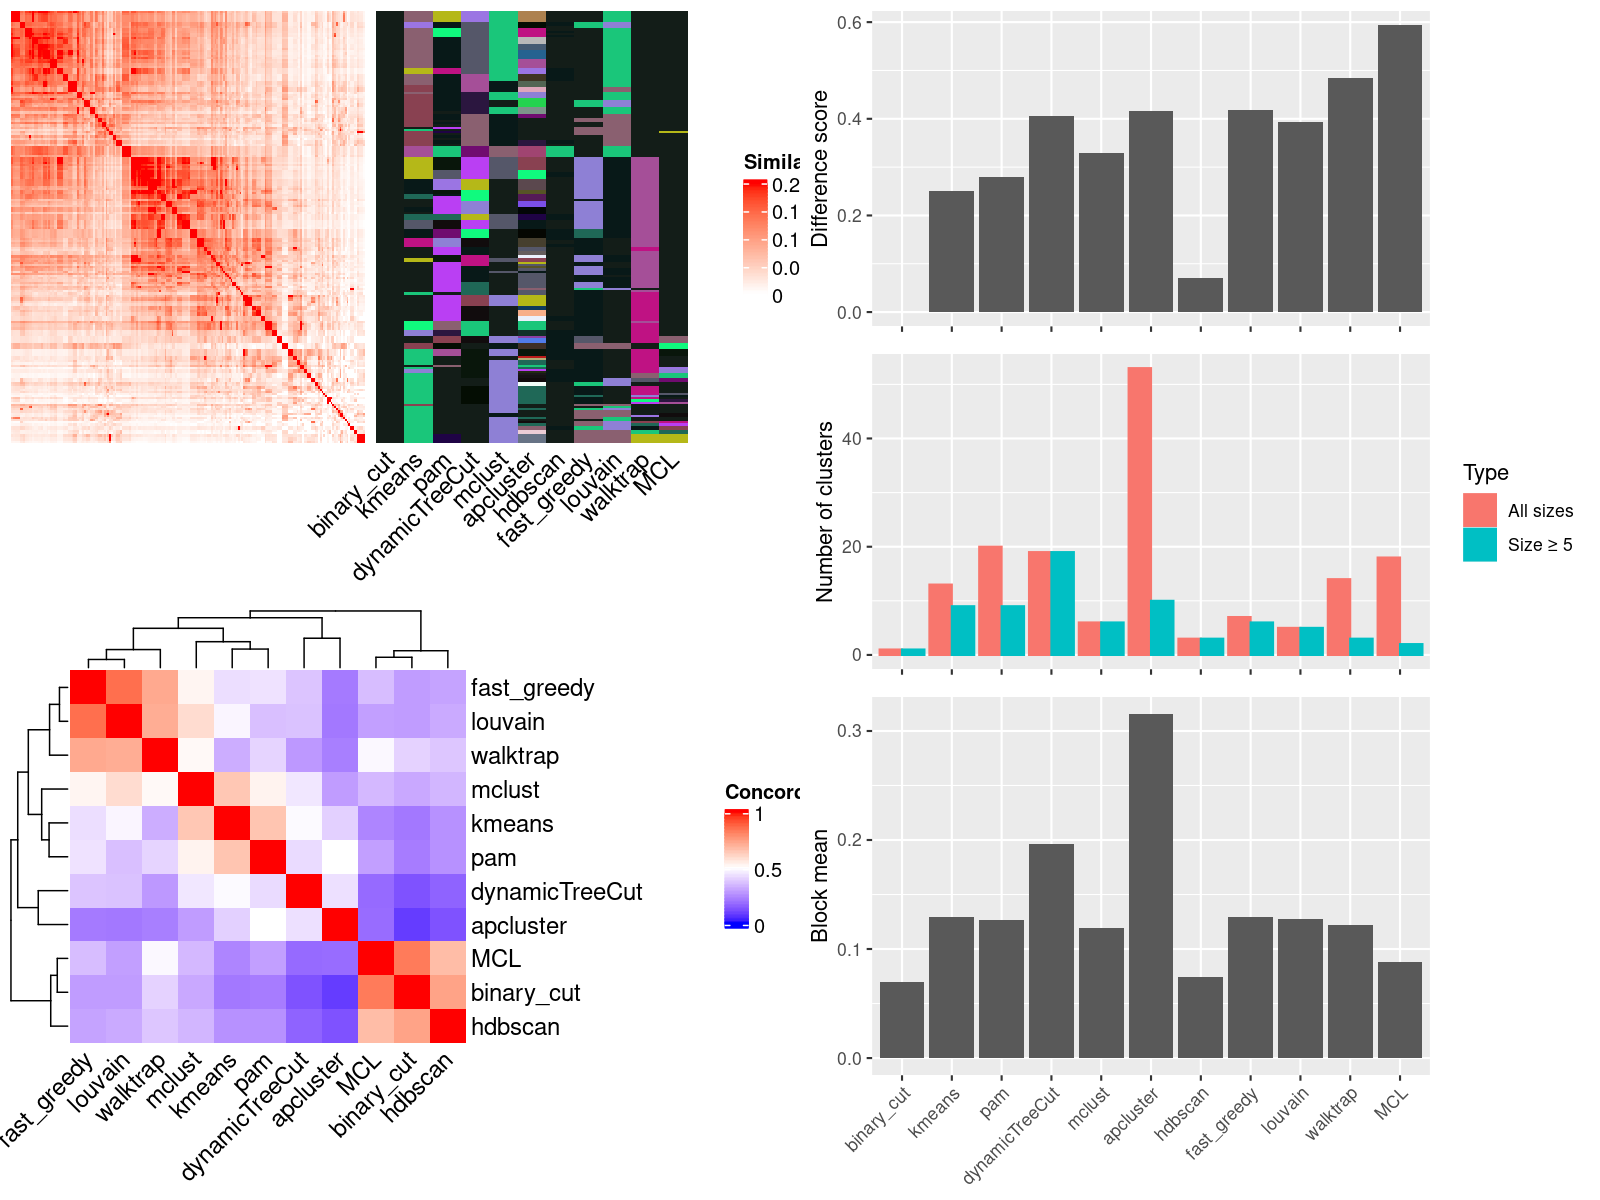 Simila
0.2
0.1
0.1
0.0
0
binary_cut
kmeans
pam
dynamicTreeCut
mclust
apcluster
hdbscan
fast_greedy
louvain
walktrap
MCL
fast_greedy
louvain
walktrap
mclust
kmeans
pam
dynamicTreeCut
apcluster
MCL
binary_cut
hdbscan
fast_greedy
louvain
walktrap
mclust
kmeans
pam
dynamicTreeCut
apcluster
MCL
binary_cut
hdbscan
Concord
1
0.5
0
Difference score
0.6
0.4
0.2
0.0
Number of clusters
40
20
0
Type
All sizes
Size ≥ 5
Block mean
0.3
0.2
0.1
0.0
binary_cut
kmeans
pam
dynamicTreeCut
mclust
apcluster
hdbscan
fast_greedy
louvain
walktrap
MCL